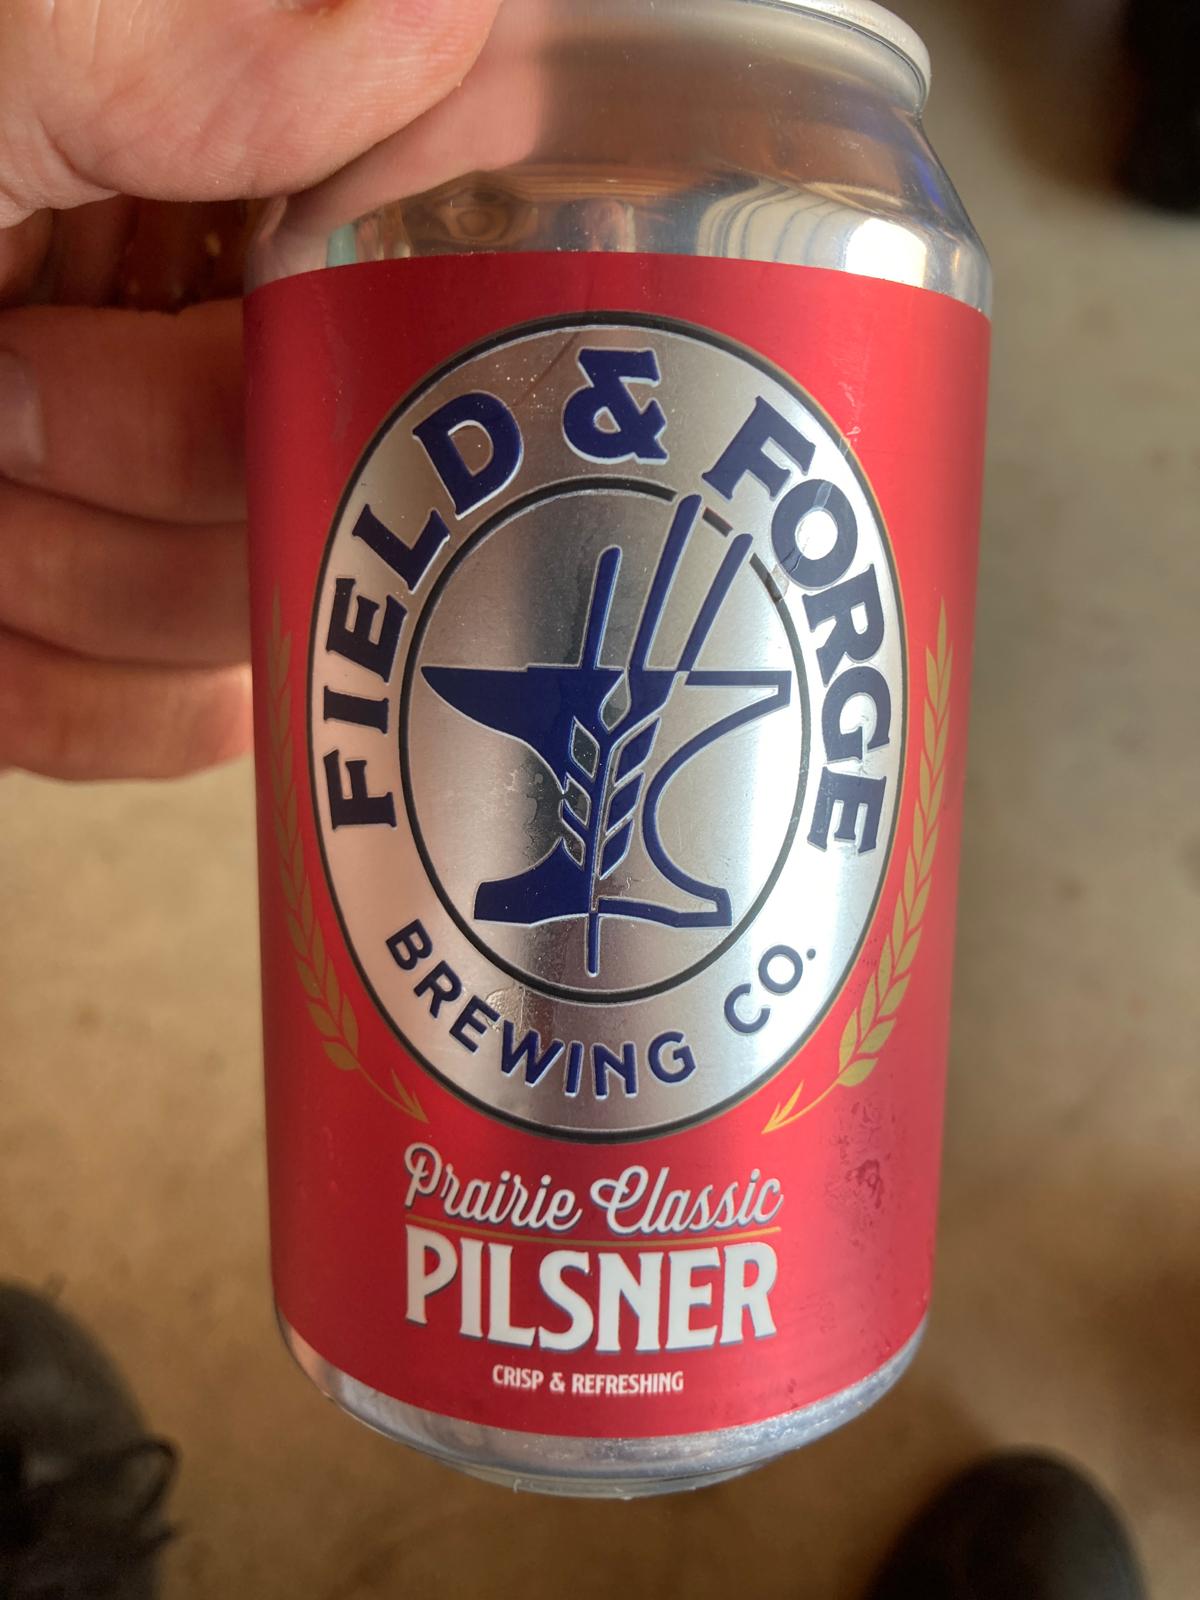 FIELD & FORGE
BREWING CO.
Prairie Classic
PILSNER
CRISP & REFRESHING